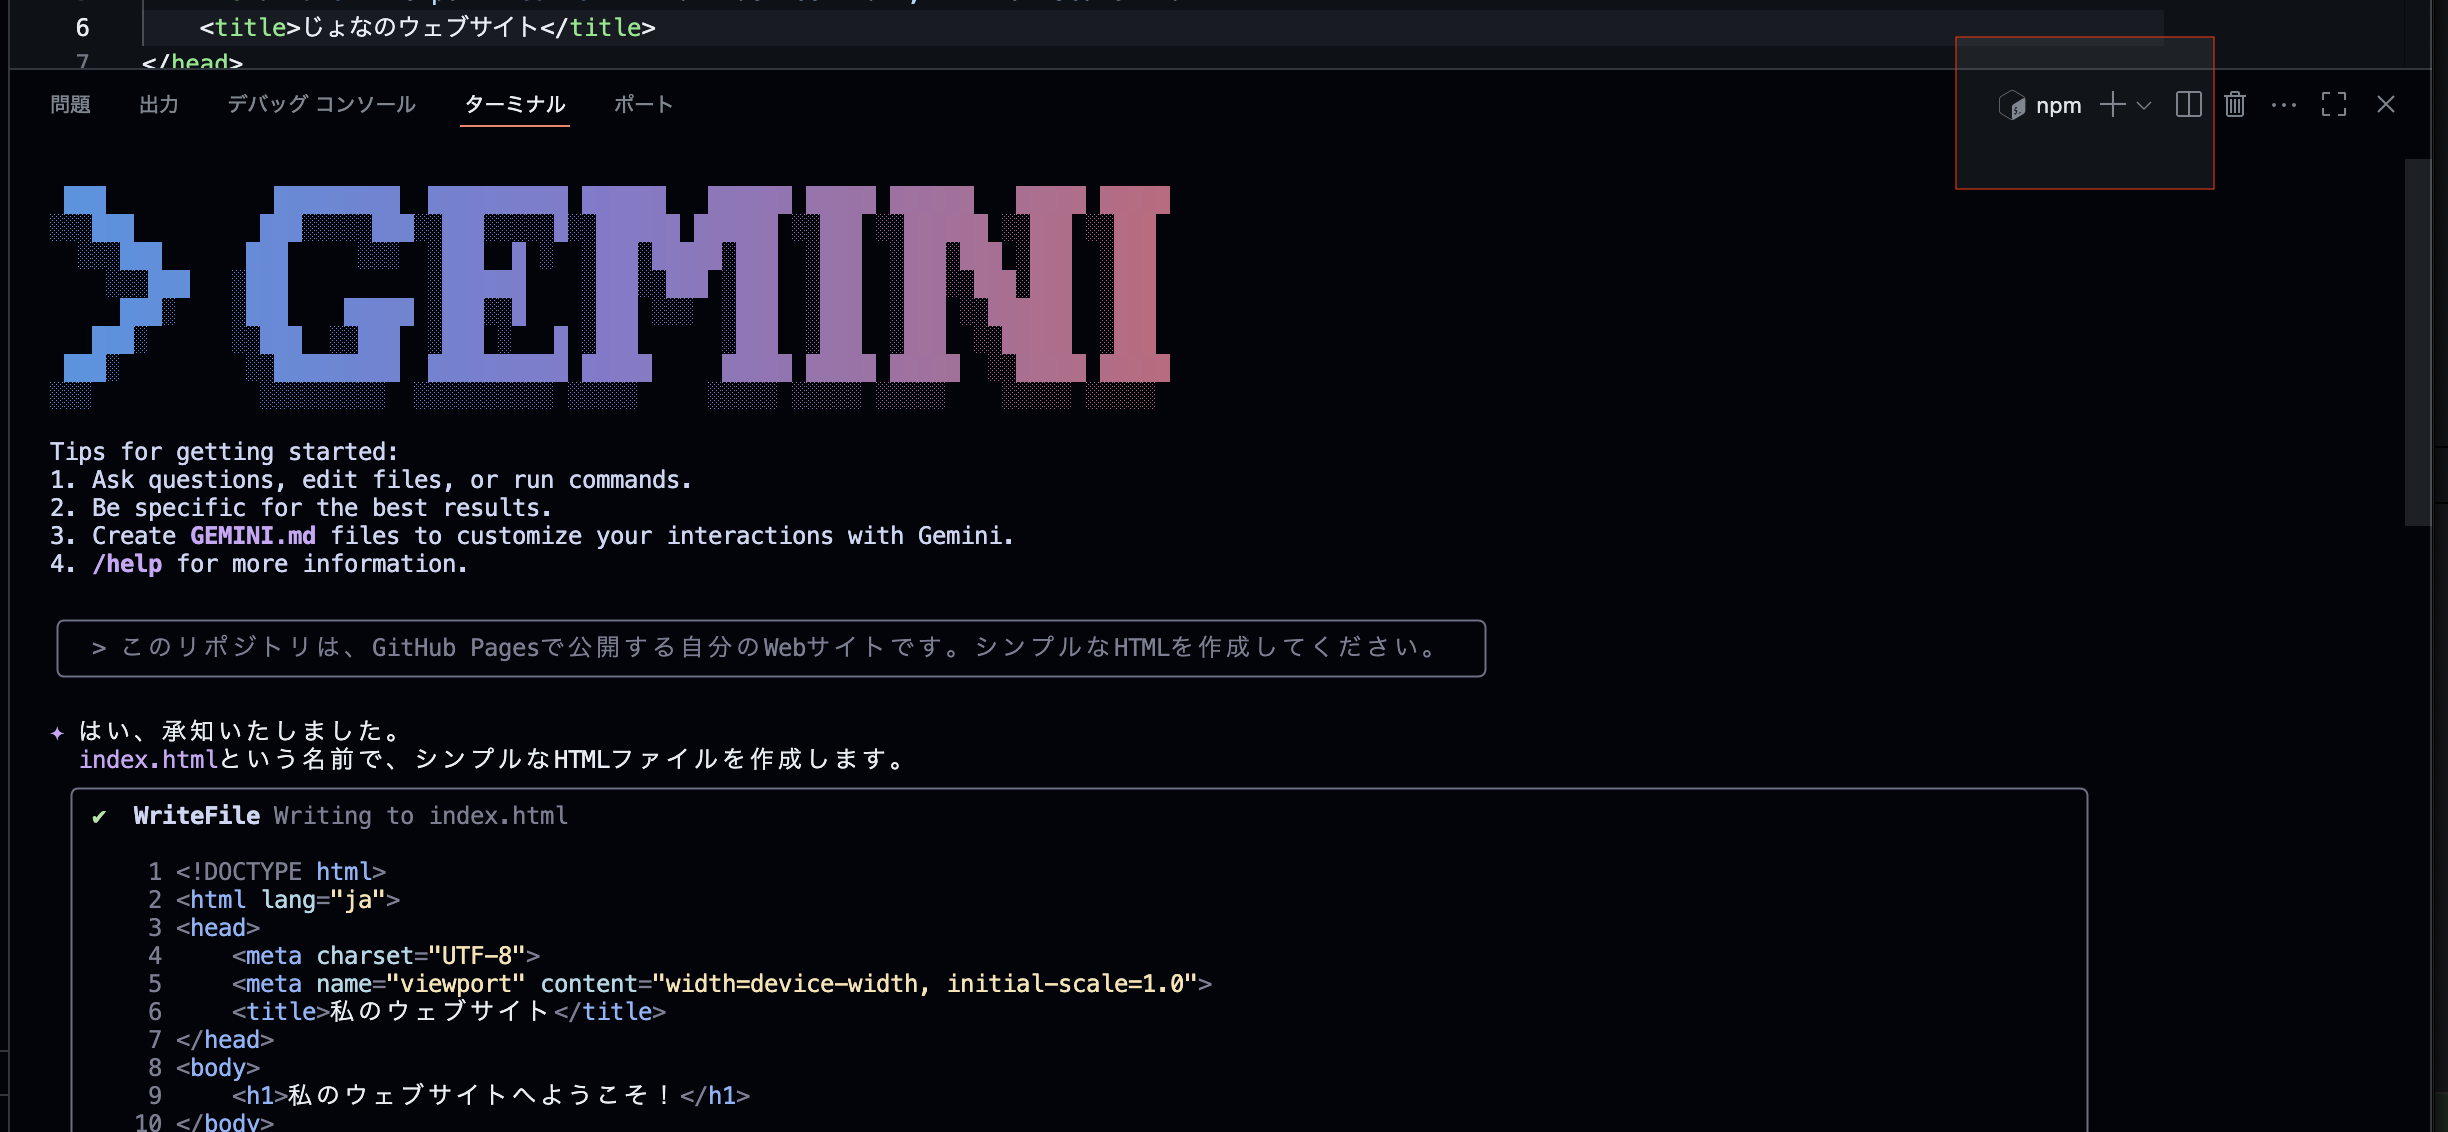 6 <title>じょなのウェブサイト</title>
7 </head>
問題 出力 デバッグ コンソール ターミナル ポート npm
> GEMINI
Tips for getting started:
1. Ask questions, edit files, or run commands.
2. Be specific for the best results.
3. Create GEMINI.md files to customize your interactions with Gemini.
4. /help for more information.
> このリポジトリは、GitHub Pagesで公開する自分のWebサイトです。シンプルなHTMLを作成してください。
✦ はい、承知いたしました。
index.htmlという名前で、シンプルなHTMLファイルを作成します。
✔ WriteFile Writing to index.html
1 <!DOCTYPE html>
2 <html lang="ja">
3 <head>
4 <meta charset="UTF-8">
5 <meta name="viewport" content="width=device-width, initial-scale=1.0">
6 <title>私のウェブサイト</title>
7 </head>
8 <body>
9 <h1>私のウェブサイトへようこそ！</h1>
10 </body>